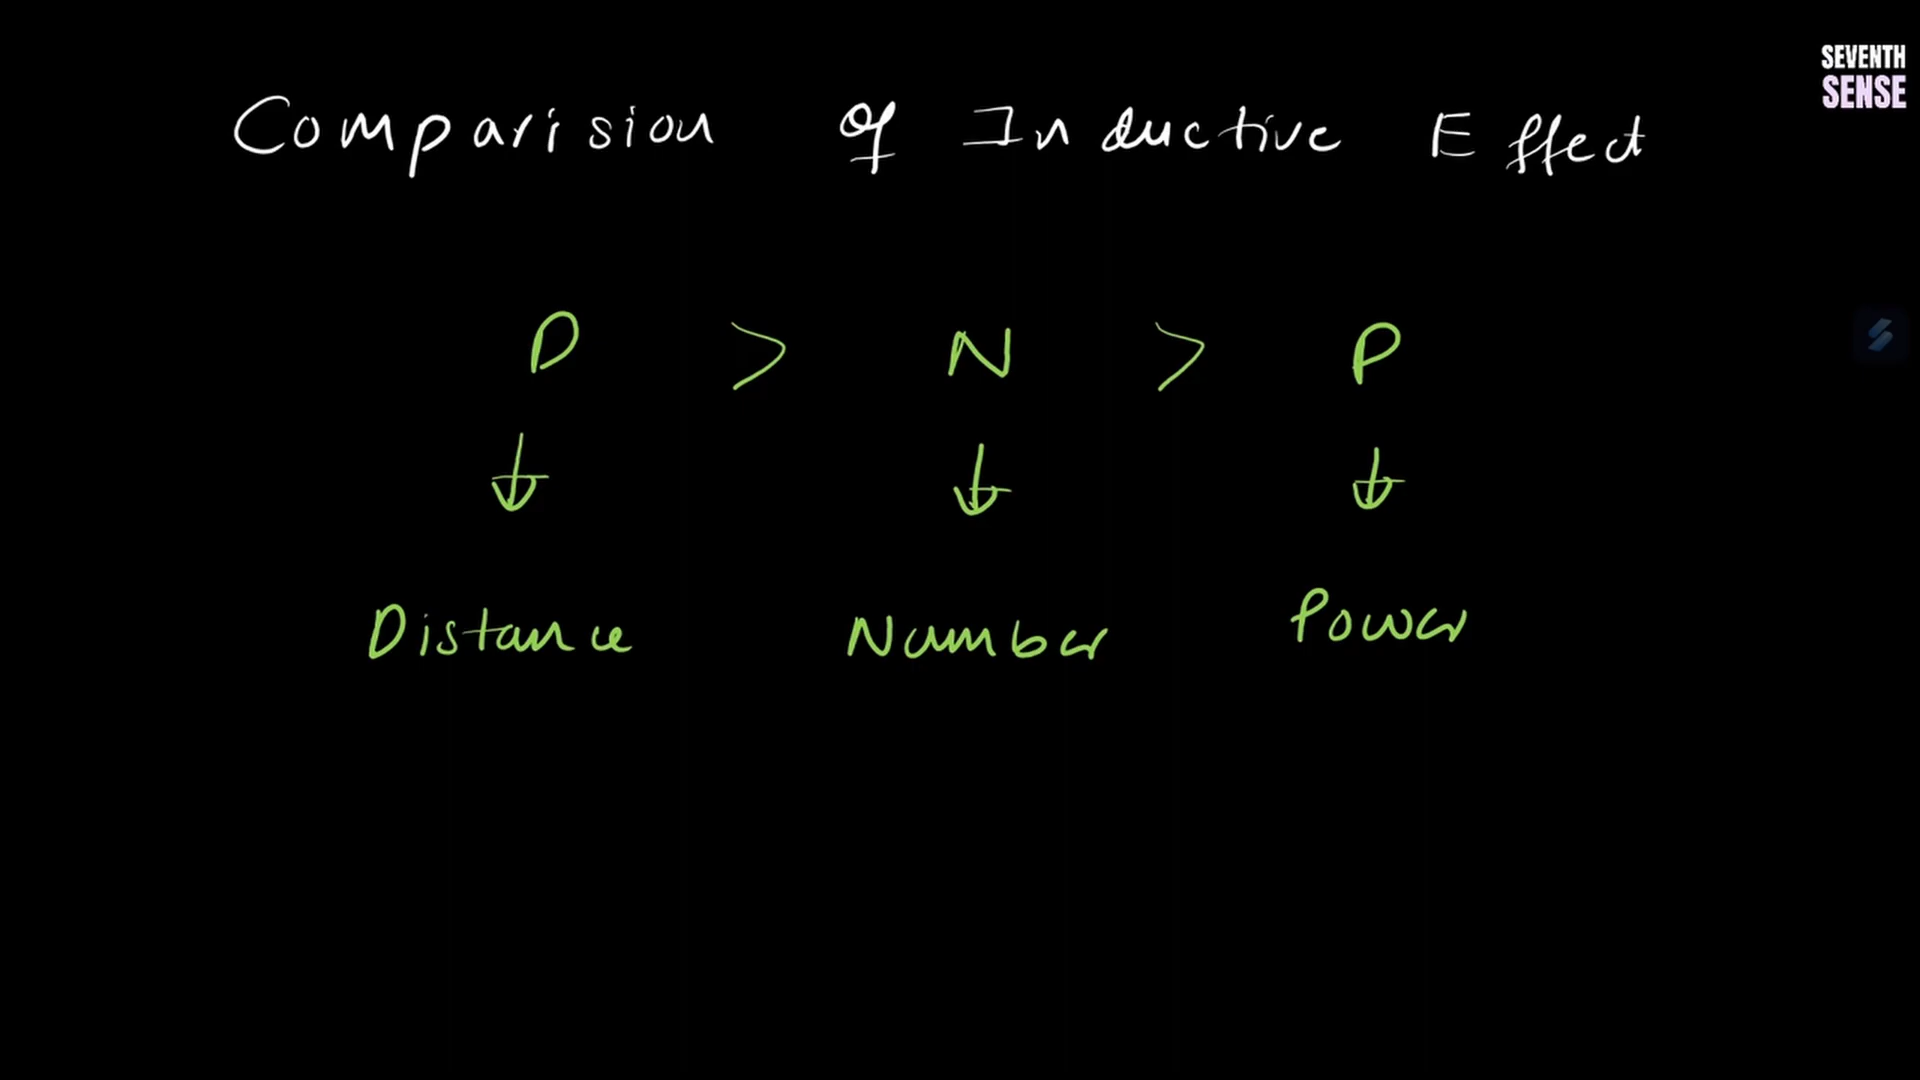 SEVENTH
SENSE
Comparision of Inductive Effect
D > N > P
↓ ↓ ↓
Distance Number Power